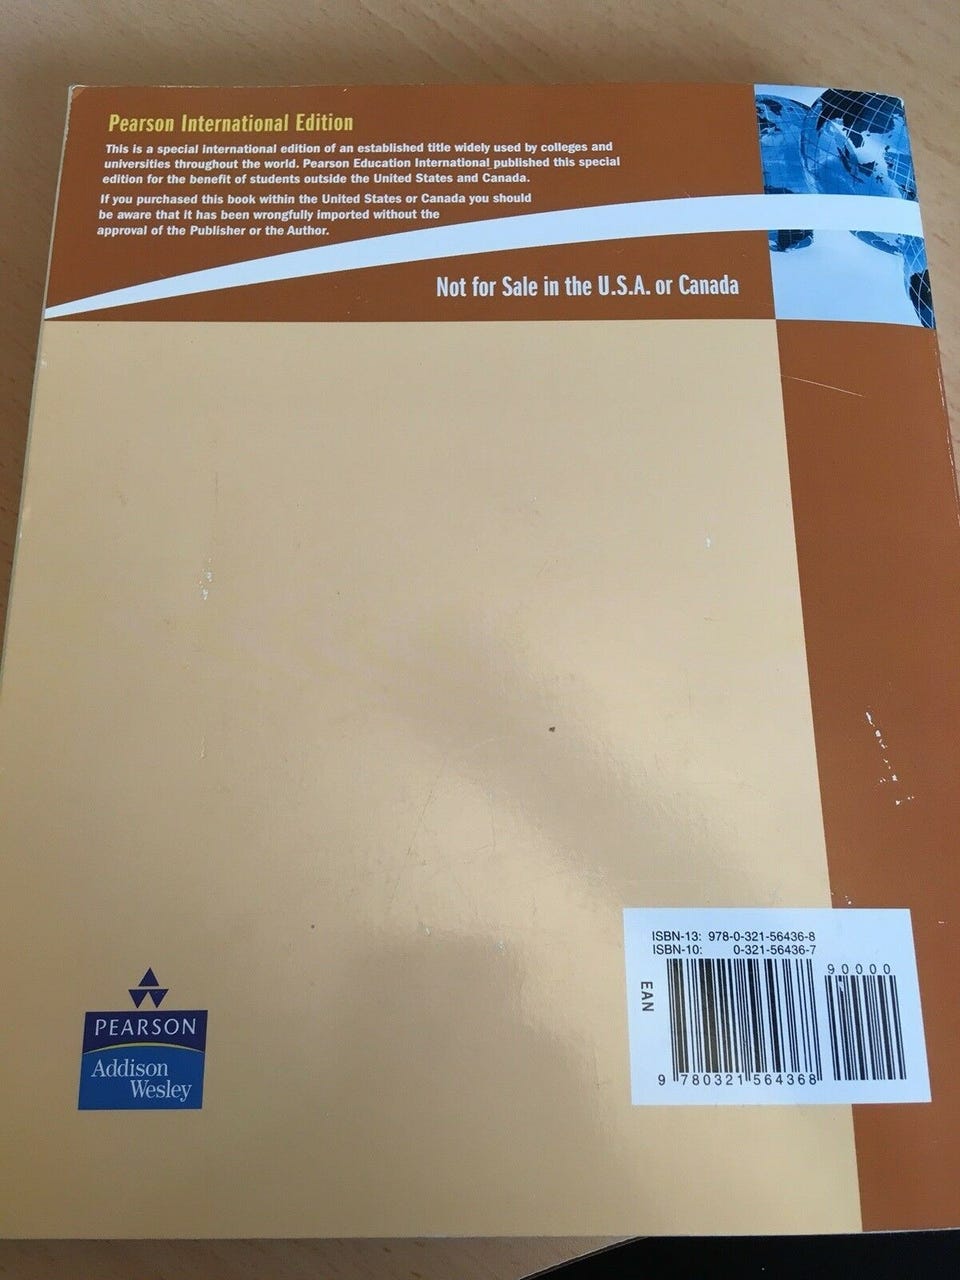 Pearson International Edition
This is a special international edition of an established title widely used by colleges and
universities throughout the world. Pearson Education International published this special
edition for the benefit of students outside the United States and Canada.
If you purchased this book within the United States or Canada you should
be aware that it has been wrongfully imported without the
approval of the Publisher or the Author.
Not for Sale in the U.S.A. or Canada
ISBN-13: 978-0-321-56436-8
ISBN-10: 0-321-56436-7
90000
EAN
9 780321 564368
PEARSON
Addison
Wesley